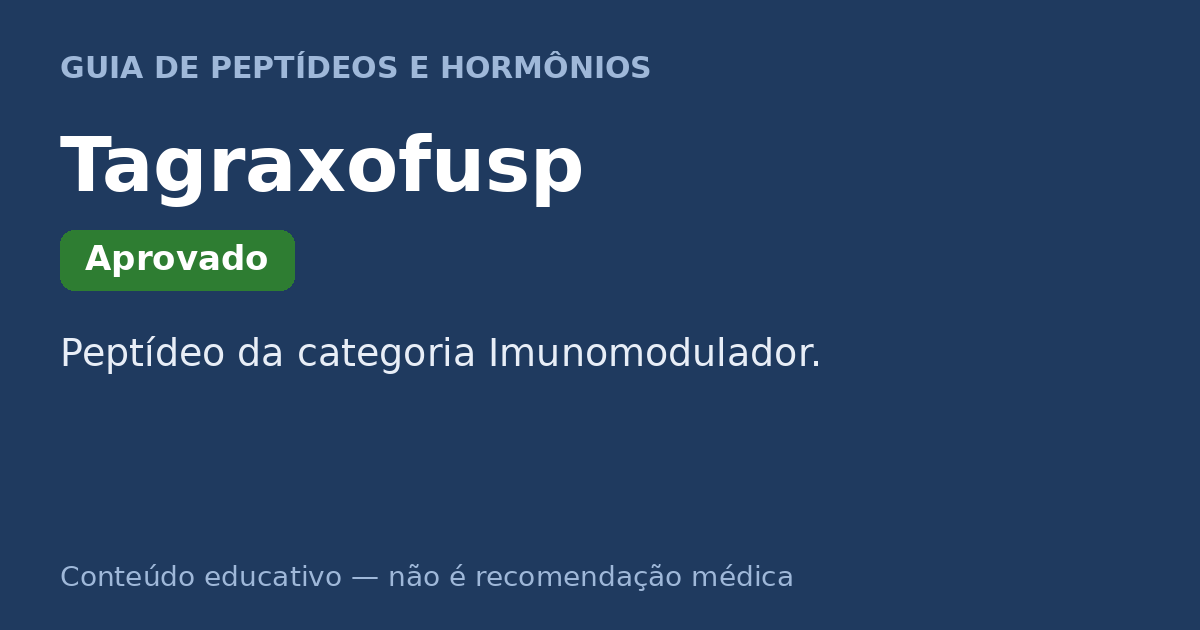 GUIA DE PEPTÍDEOS E HORMÔNIOS
Tagraxofusp
Aprovado
Peptídeo da categoria Imunomodulador.
Conteúdo educativo — não é recomendação médica